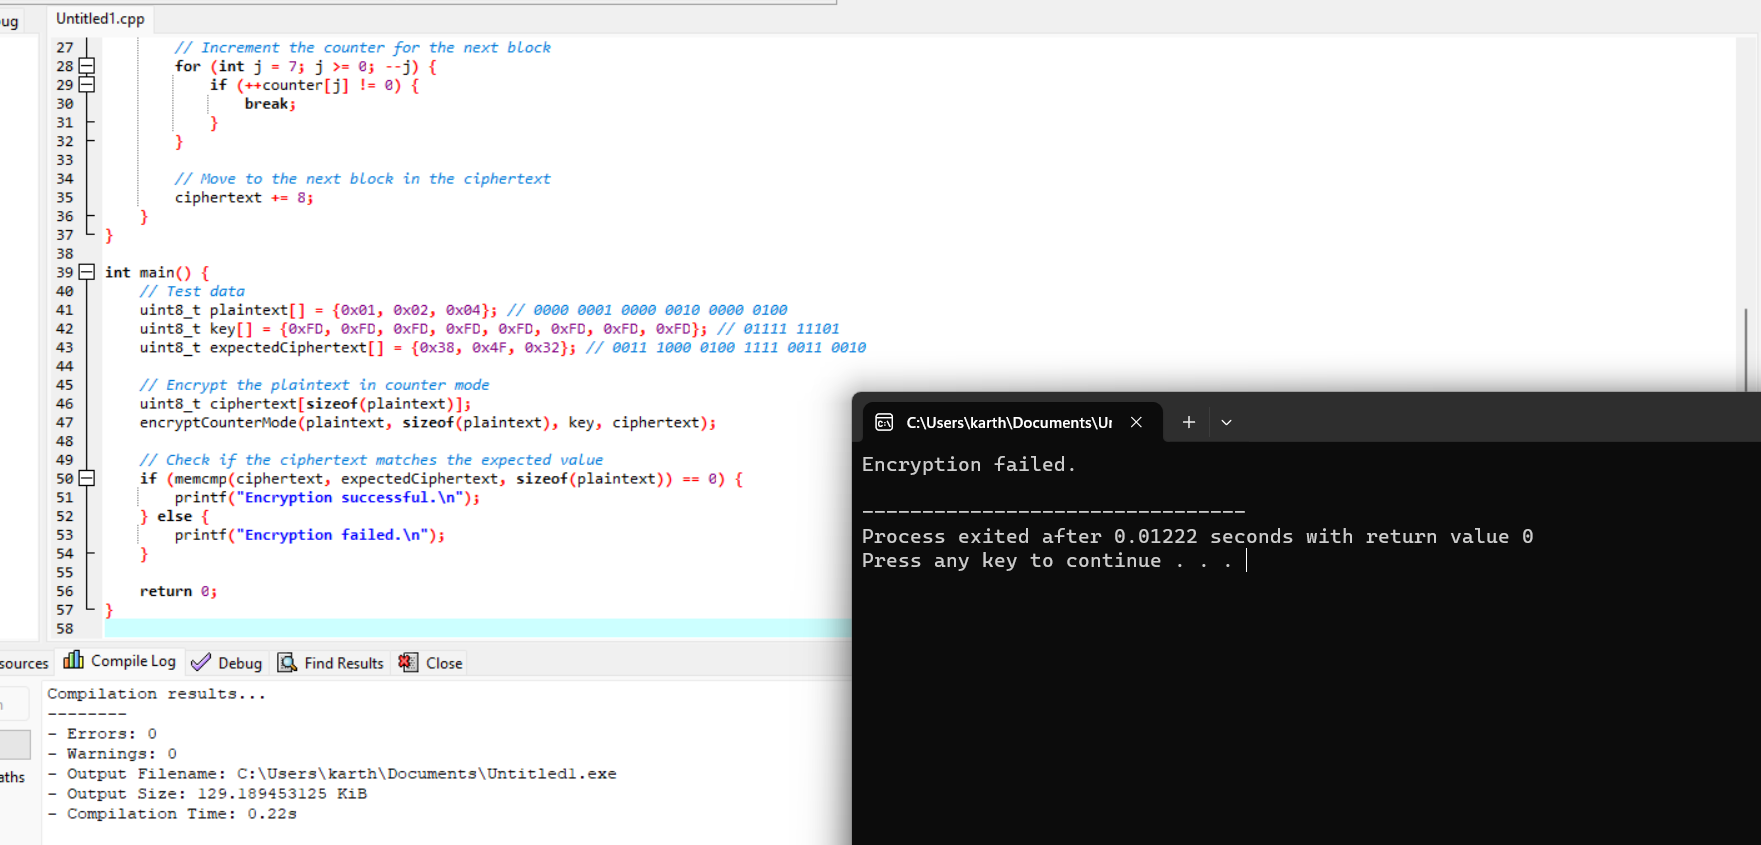 ug
Untitled1.cpp
27 // Increment the counter for the next block
28 for (int j = 7; j >= 0; --j) {
29 if (++counter[j] != 0) {
30 break;
31 }
32 }
33
34 // Move to the next block in the ciphertext
35 ciphertext += 8;
36 }
37 }
38
39 int main() {
40 // Test data
41 uint8_t plaintext[] = {0x01, 0x02, 0x04}; // 0000 0001 0000 0010 0000 0100
42 uint8_t key[] = {0xFD, 0xFD, 0xFD, 0xFD, 0xFD, 0xFD, 0xFD, 0xFD}; // 01111 11101
43 uint8_t expectedCiphertext[] = {0x38, 0x4F, 0x32}; // 0011 1000 0100 1111 0011 0010
44
45 // Encrypt the plaintext in counter mode
46 uint8_t ciphertext[sizeof(plaintext)];
47 encryptCounterMode(plaintext, sizeof(plaintext), key, ciphertext);
48
49 // Check if the ciphertext matches the expected value
50 if (memcmp(ciphertext, expectedCiphertext, sizeof(plaintext)) == 0) {
51 printf("Encryption successful.\n");
52 } else {
53 printf("Encryption failed.\n");
54 }
55
56 return 0;
57 }
58
C:\Users\karth\Documents\Ur
Encryption failed.
--------------------------------
Process exited after 0.01222 seconds with return value 0
Press any key to continue . . .
sources Compile Log Debug Find Results Close
Compilation results...
--------
- Errors: 0
- Warnings: 0
- Output Filename: C:\Users\karth\Documents\Untitled1.exe
- Output Size: 129.189453125 KiB
- Compilation Time: 0.22s
aths